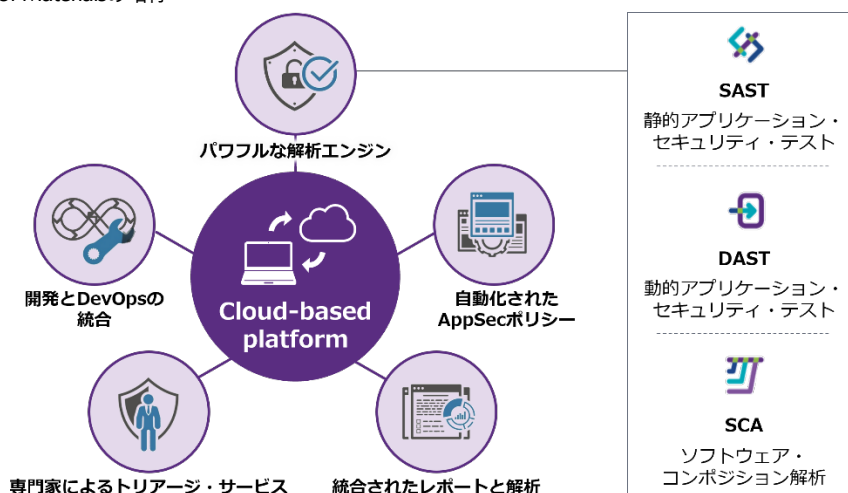 パワフルな解析エンジン
開発とDevOpsの
統合
Cloud-based
platform
自動化された
AppSecポリシー
専門家によるトリアージ・サービス
統合されたレポートと解析
SAST
静的アプリケーション・
セキュリティ・テスト
DAST
動的アプリケーション・
セキュリティ・テスト
SCA
ソフトウェア・
コンポジション解析